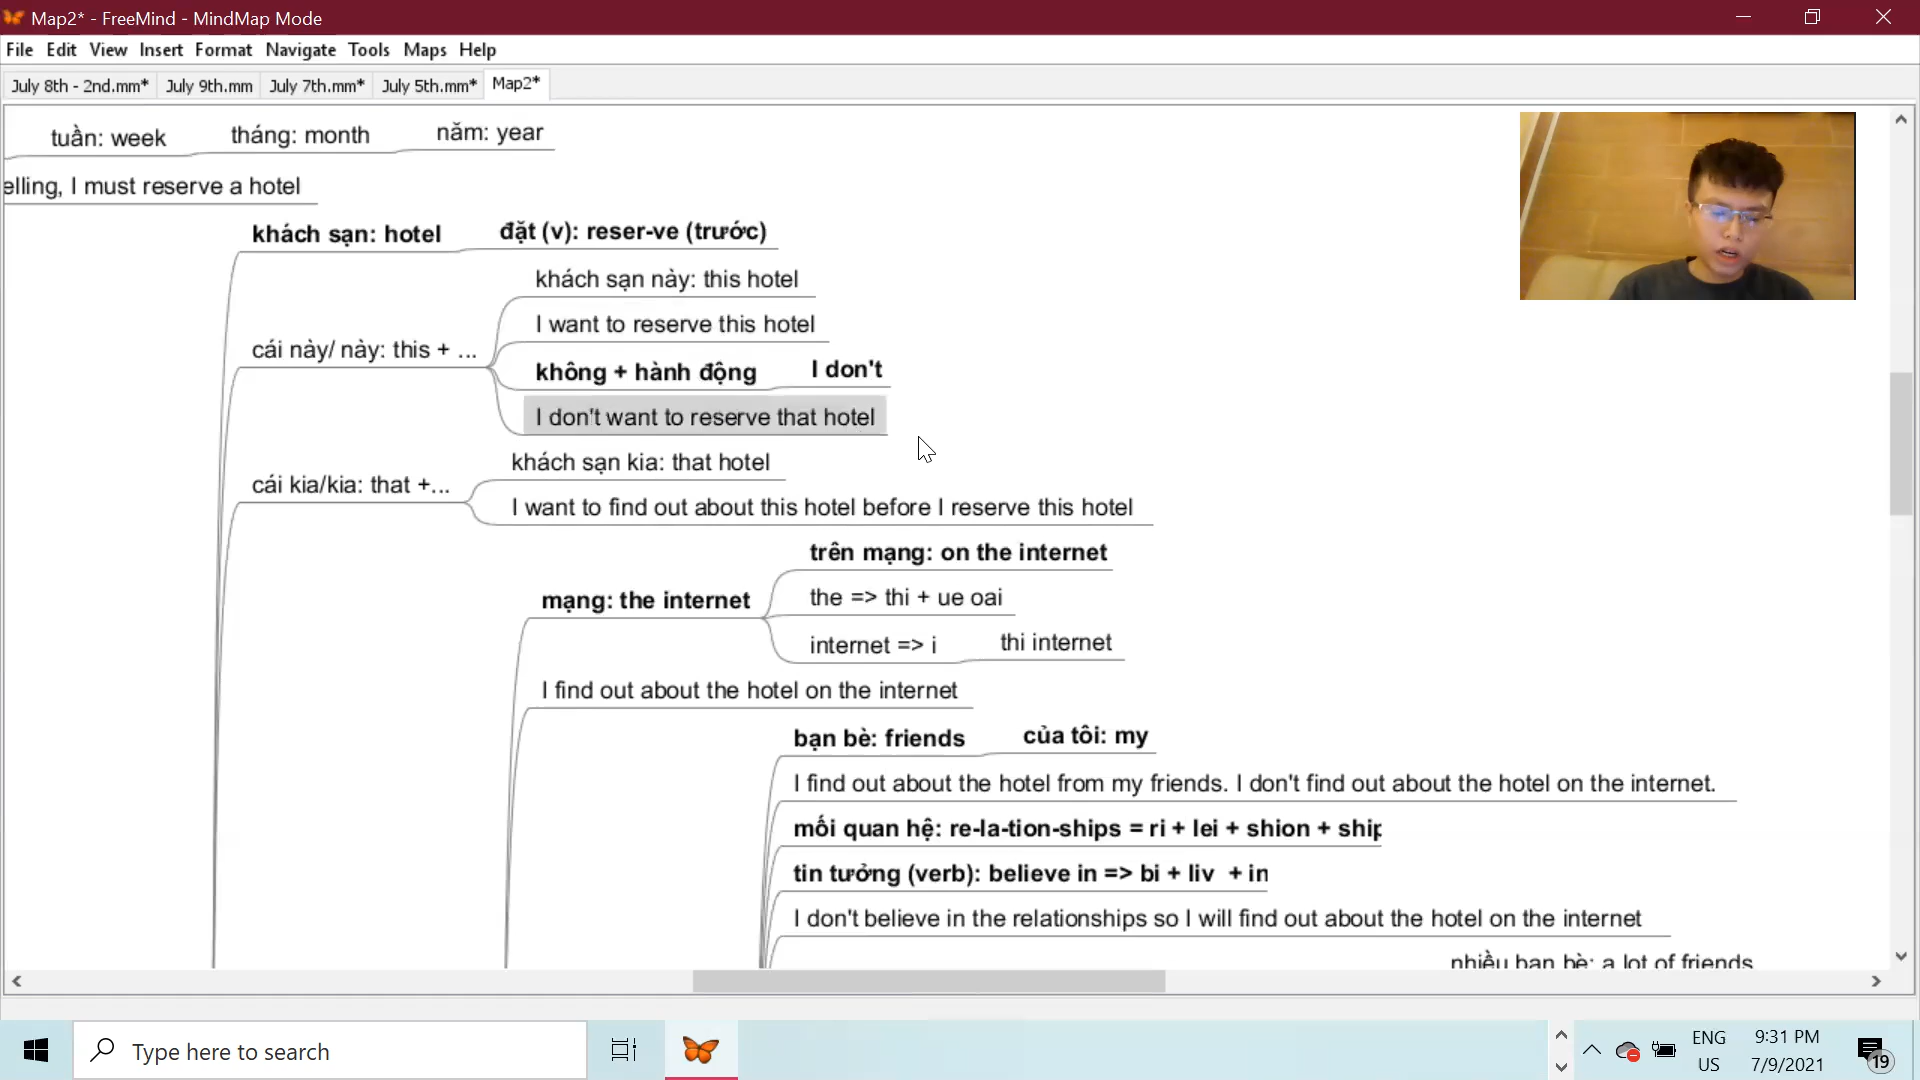 Map2* - FreeMind - MindMap Mode
File Edit View Insert Format Navigate Tools Maps Help
July 8th - 2nd.mm* July 9th.mm July 7th.mm* July 5th.mm* Map2*
tuần: week tháng: month năm: year
elling, I must reserve a hotel
khách sạn: hotel đặt (v): reser-ve (trước)
khách sạn này: this hotel
I want to reserve this hotel
cái này/ này: this + ...
không + hành động I don't
I don't want to reserve that hotel
khách sạn kia: that hotel
cái kia/kia: that +...
I want to find out about this hotel before I reserve this hotel
trên mạng: on the internet
mạng: the internet
the => thi + ue oai
internet => i thi internet
I find out about the hotel on the internet
bạn bè: friends của tôi: my
I find out about the hotel from my friends. I don't find out about the hotel on the internet.
mối quan hệ: re-la-tion-ships = ri + lei + shion + ship
tin tưởng (verb): believe in => bi + liv + in
I don't believe in the relationships so I will find out about the hotel on the internet
nhiều bạn bè: a lot of friends
Type here to search
ENG
US
9:31 PM
7/9/2021
19